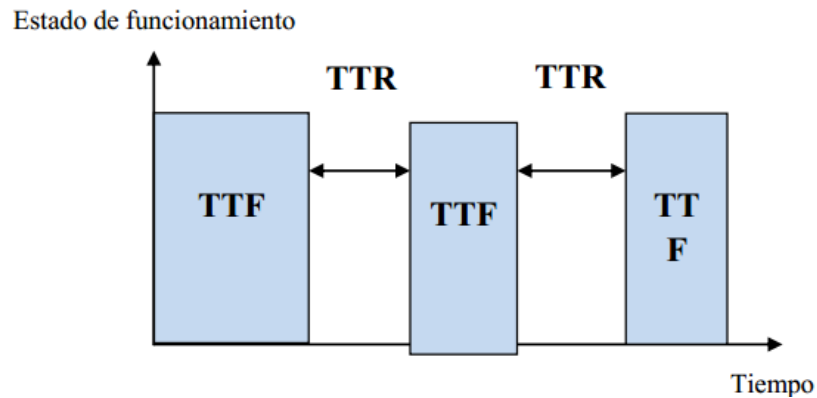 Estado de funcionamiento
TTR
TTR
TTF
TTF
TT
F
Tiempo